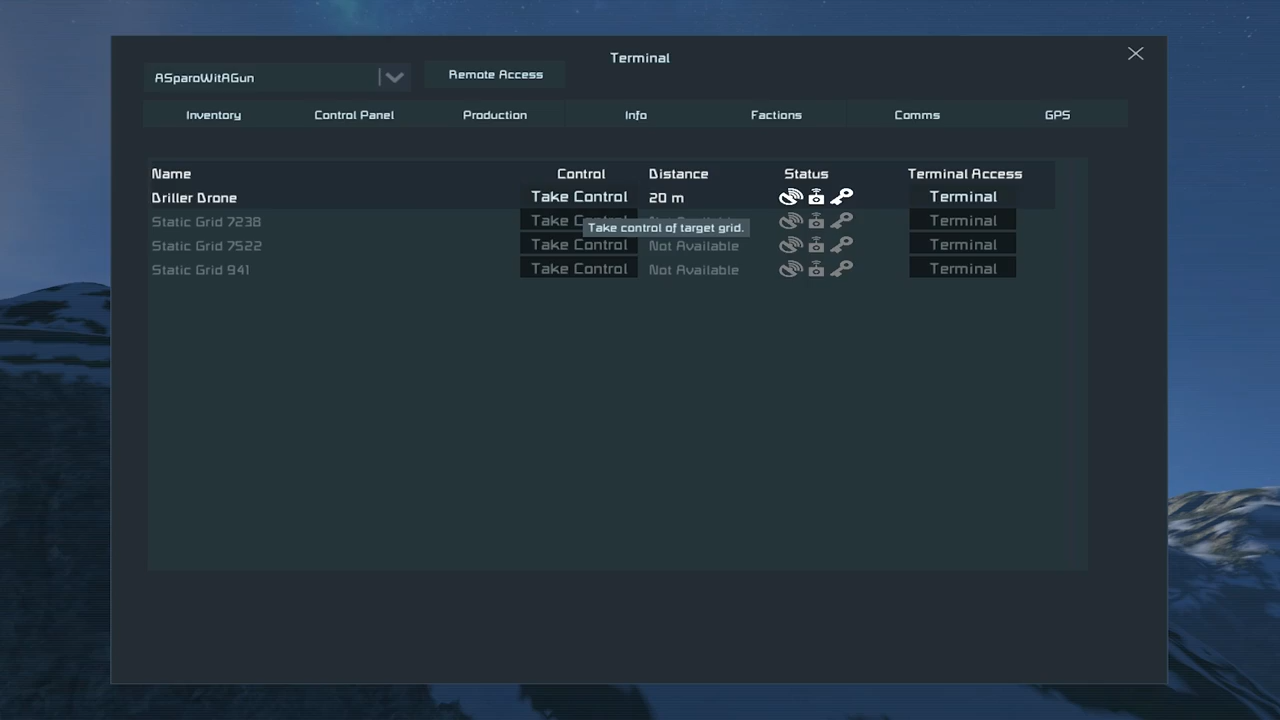 Terminal
ASparoWitAGun
Remote Access
Inventory Control Panel Production Info Factions Comms GPS
Name Control Distance Status Terminal Access
Driller Drone Take Control 20 m Terminal
Static Grid 7238 Take Terminal
Take control of target grid.
Static Grid 7522 Take Control Not Available Terminal
Static Grid 941 Take Control Not Available Terminal